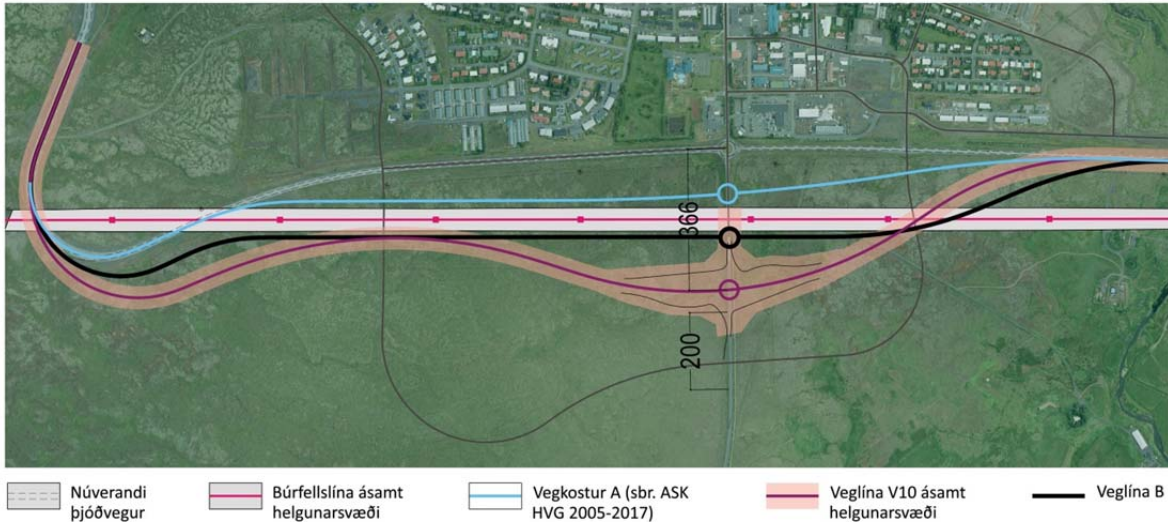 366
200
Núverandi
þjóðvegur
Búrfellslína ásamt
helgunarsvæði
Vegkostur A (sbr. ASK
HVG 2005-2017)
Veglína V10 ásamt
helgunarsvæði
Veglína B